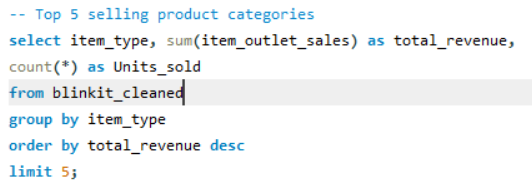 -- Top 5 selling product categories
select item_type, sum(item_outlet_sales) as total_revenue,
count(*) as Units_sold
from blinkit_cleaned
group by item_type
order by total_revenue desc
limit 5;